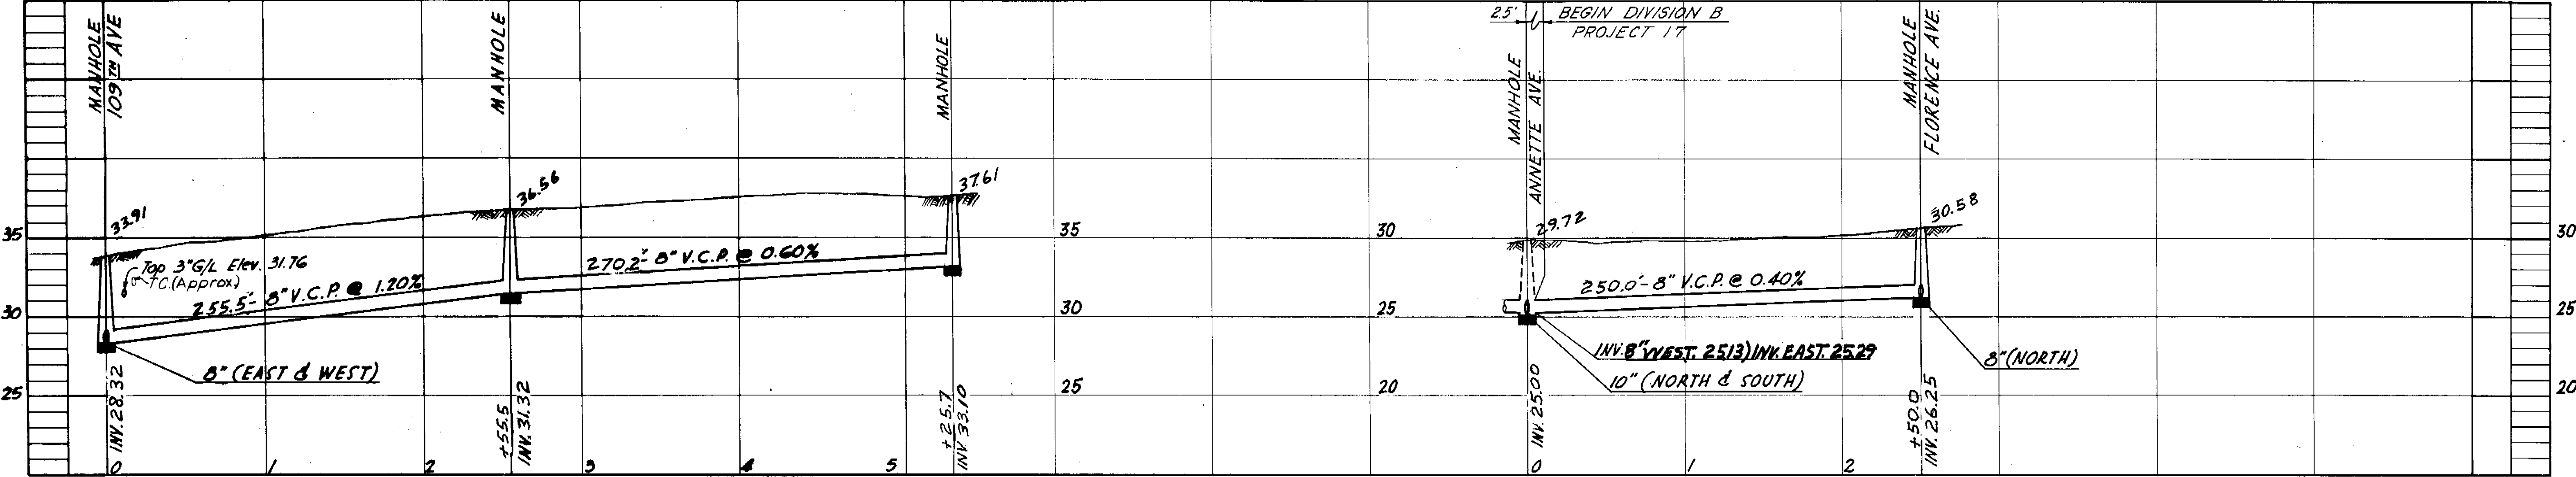 MANHOLE
109TH AVE
MANHOLE
MANHOLE
2.5'
BEGIN DIVISION B
PROJECT 17
MANHOLE
ANNETTE AVE.
MANHOLE
FLORENCE AVE.
33.91
36.56
37.61
29.72
30.58
35
35
30
30
Top 3" G/L Elev. 31.76
T.C. (Approx)
255.5'- 8" V.C.P. @ 1.20%
270.2'- 8" V.C.P. @ 0.60%
250.0'- 8" V.C.P. @ 0.40%
30
30
25
25
8" (EAST & WEST)
INV. 8" WEST. 25.13) INV. EAST. 25.29
10" (NORTH & SOUTH)
8" (NORTH)
25
25
20
20
INV. 28.32
+55.5
INV. 31.32
+25.7
INV. 33.10
INV. 25.00
+50.0
INV. 26.25
0
1
2
3
4
5
0
1
2